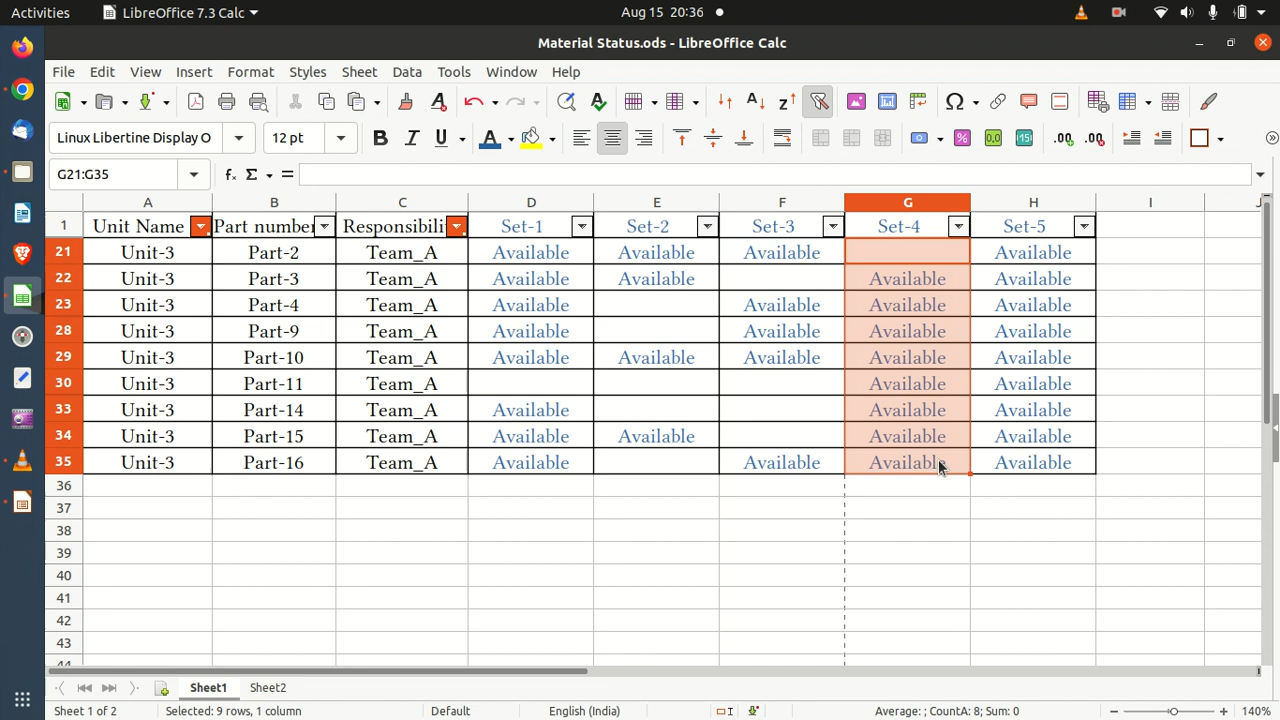 Activities LibreOffice 7.3 Calc Aug 15 20:36
Material Status.ods - LibreOffice Calc
File Edit View Insert Format Styles Sheet Data Tools Window Help
Linux Libertine Display O 12 pt
G21:G35
A B C D E F G H I J
1 Unit Name Part number Responsibili Set-1 Set-2 Set-3 Set-4 Set-5
21 Unit-3 Part-2 Team_A Available Available Available Available
22 Unit-3 Part-3 Team_A Available Available Available Available
23 Unit-3 Part-4 Team_A Available Available Available Available
28 Unit-3 Part-9 Team_A Available Available Available Available
29 Unit-3 Part-10 Team_A Available Available Available Available Available
30 Unit-3 Part-11 Team_A Available Available
33 Unit-3 Part-14 Team_A Available Available Available
34 Unit-3 Part-15 Team_A Available Available Available Available
35 Unit-3 Part-16 Team_A Available Available Available Available
36
37
38
39
40
41
42
43
44
Sheet1 Sheet2
Sheet 1 of 2 Selected: 9 rows, 1 column Default English (India) Average: ; CountA: 8; Sum: 0 140%